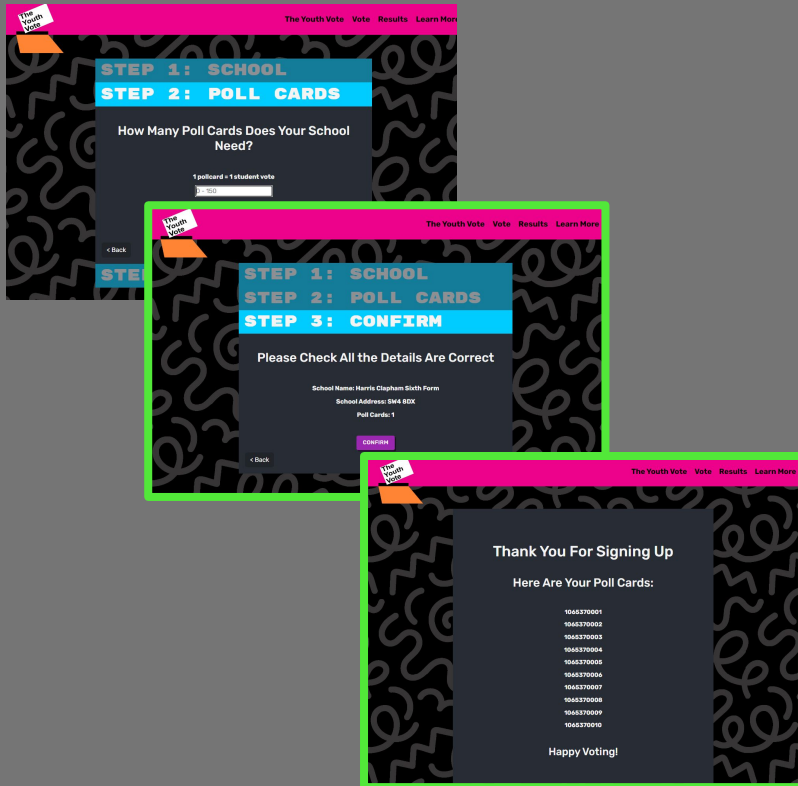 The
Youth
Vote
The Youth Vote Vote Results Learn More
STEP 1: SCHOOL
STEP 2: POLL CARDS
How Many Poll Cards Does Your School
Need?
1 pollcard = 1 student vote
0 - 150
< Back
STE
The
Youth
Vote
The Youth Vote Vote Results Learn More
STEP 1: SCHOOL
STEP 2: POLL CARDS
STEP 3: CONFIRM
Please Check All the Details Are Correct
School Name: Harris Clapham Sixth Form
School Address: SW4 8DX
Poll Cards: 1
CONFIRM
< Back
The
Youth
Vote
The Youth Vote Vote Results Learn More
Thank You For Signing Up
Here Are Your Poll Cards:
1065370001
1065370002
1065370003
1065370004
1065370005
1065370006
1065370007
1065370008
1065370009
1065370010
Happy Voting!